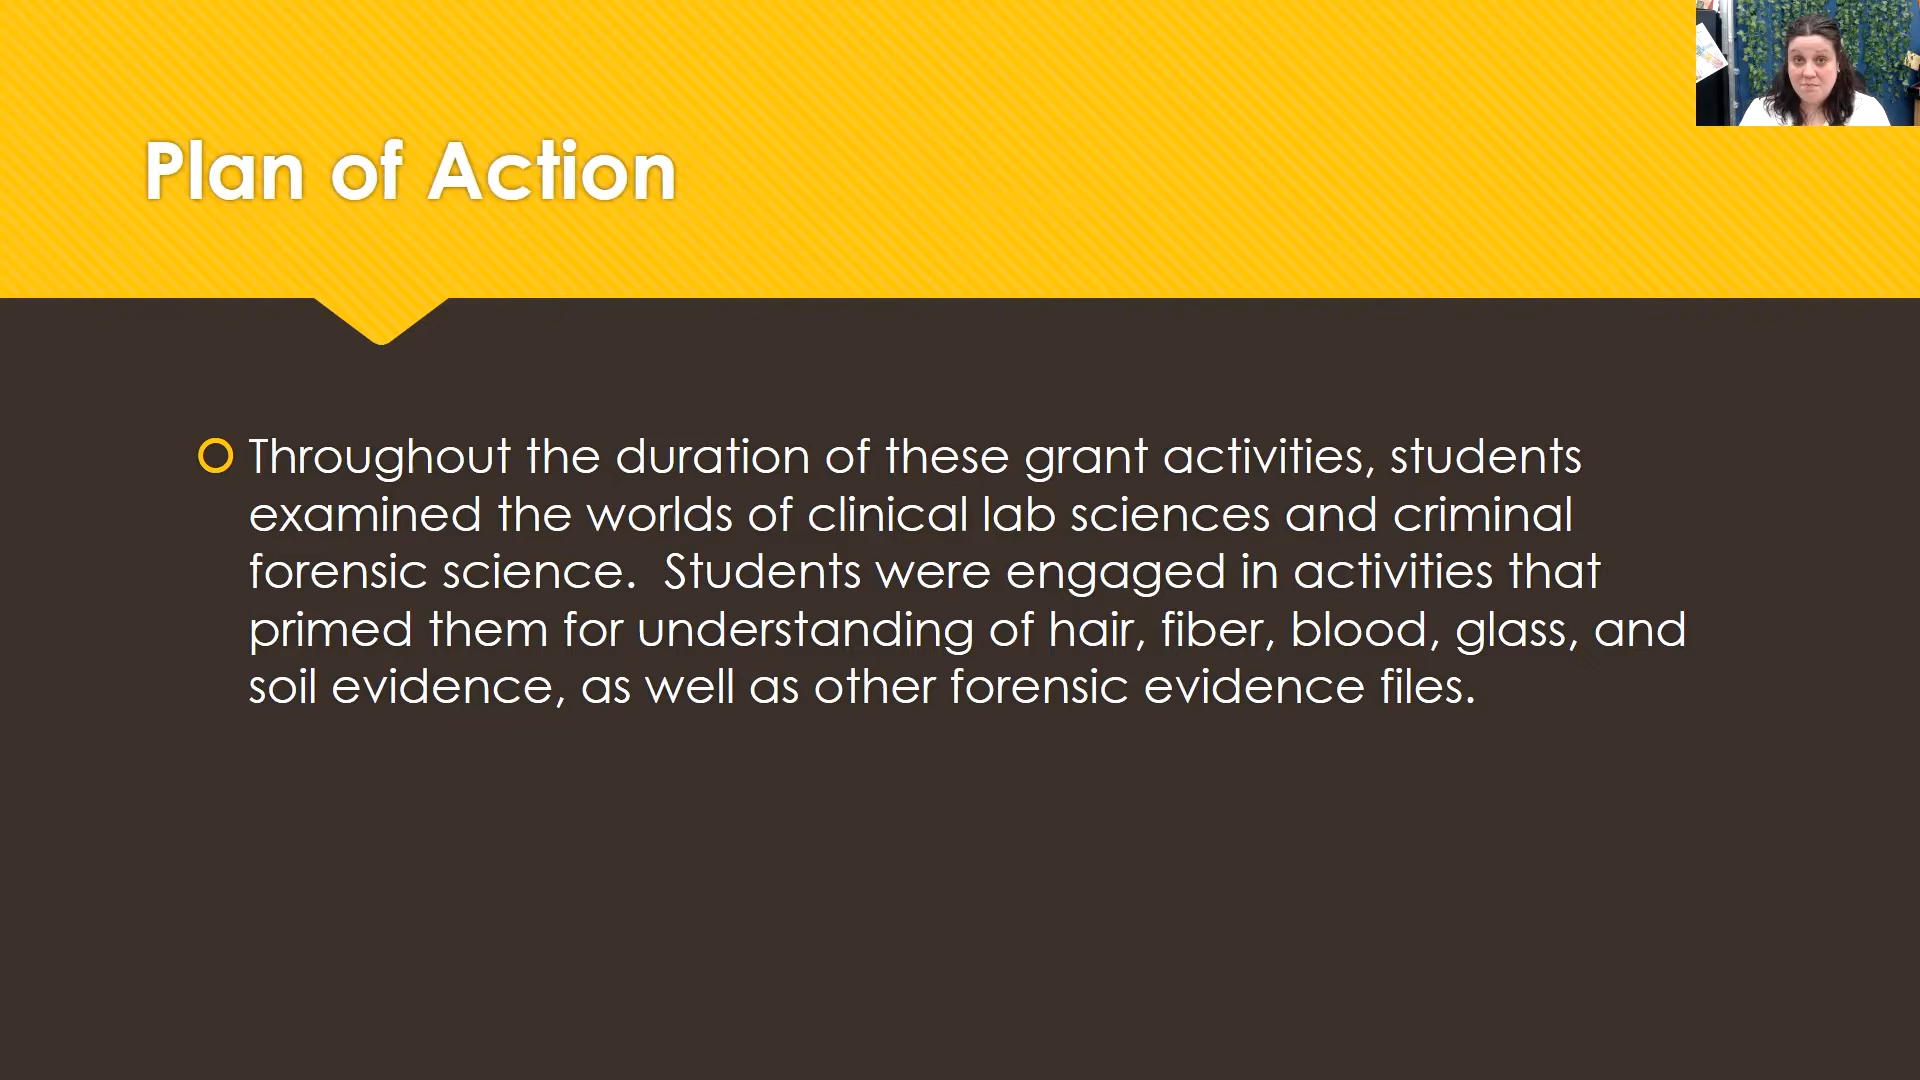 Plan of Action
Throughout the duration of these grant activities, students
examined the worlds of clinical lab sciences and criminal
forensic science.  Students were engaged in activities that
primed them for understanding of hair, fiber, blood, glass, and
soil evidence, as well as other forensic evidence files.